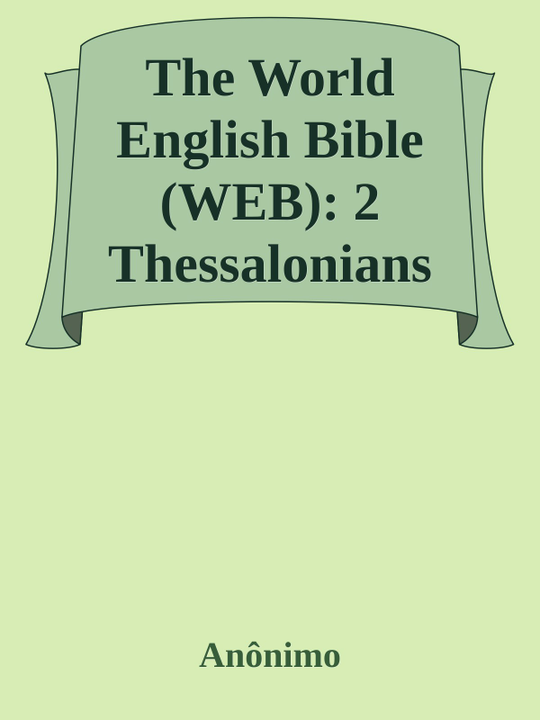 The World
English Bible
(WEB): 2
Thessalonians
Anônimo